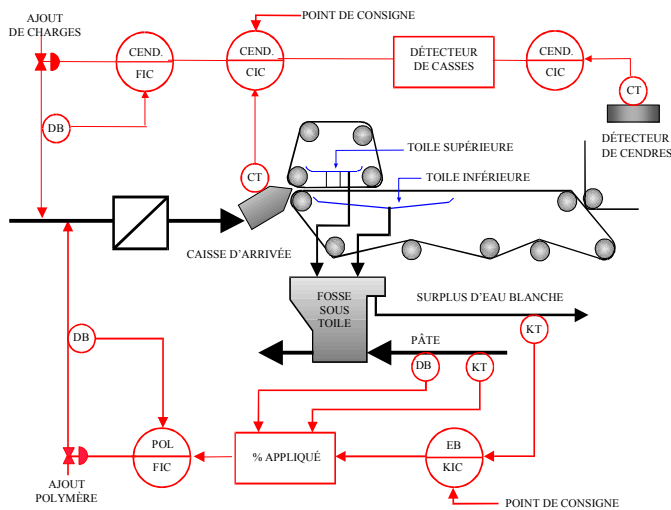 AJOUT
DE CHARGES
POINT DE CONSIGNE
CEND.
FIC
CEND.
CIC
DÉTECTEUR
DE CASSES
CEND.
CIC
CT
DB
DÉTECTEUR
DE CENDRES
TOILE SUPÉRIEURE
TOILE INFÉRIEURE
CT
CAISSE D'ARRIVÉE
FOSSE
SOUS
TOILE
SURPLUS D'EAU BLANCHE
KT
PÂTE
DB
DB
KT
POL
FIC
% APPLIQUÉ
EB
KIC
AJOUT
POLYMÈRE
POINT DE CONSIGNE